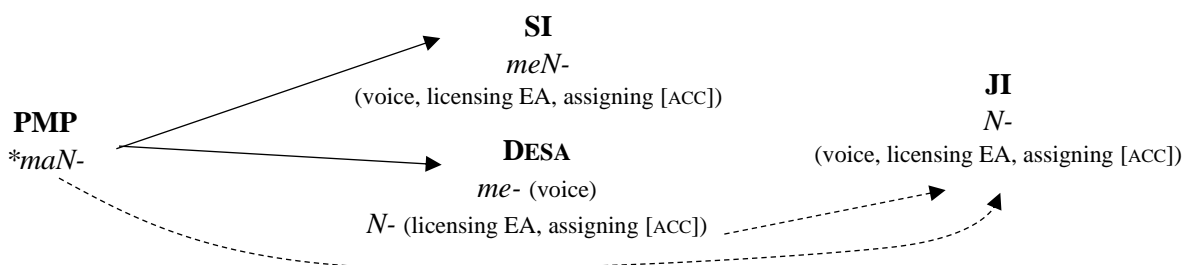 SI
meN-
(voice, licensing EA, assigning [ACC])
PMP
*maN-
DESA
me- (voice)
N- (licensing EA, assigning [ACC])
JI
N-
(voice, licensing EA, assigning [ACC])